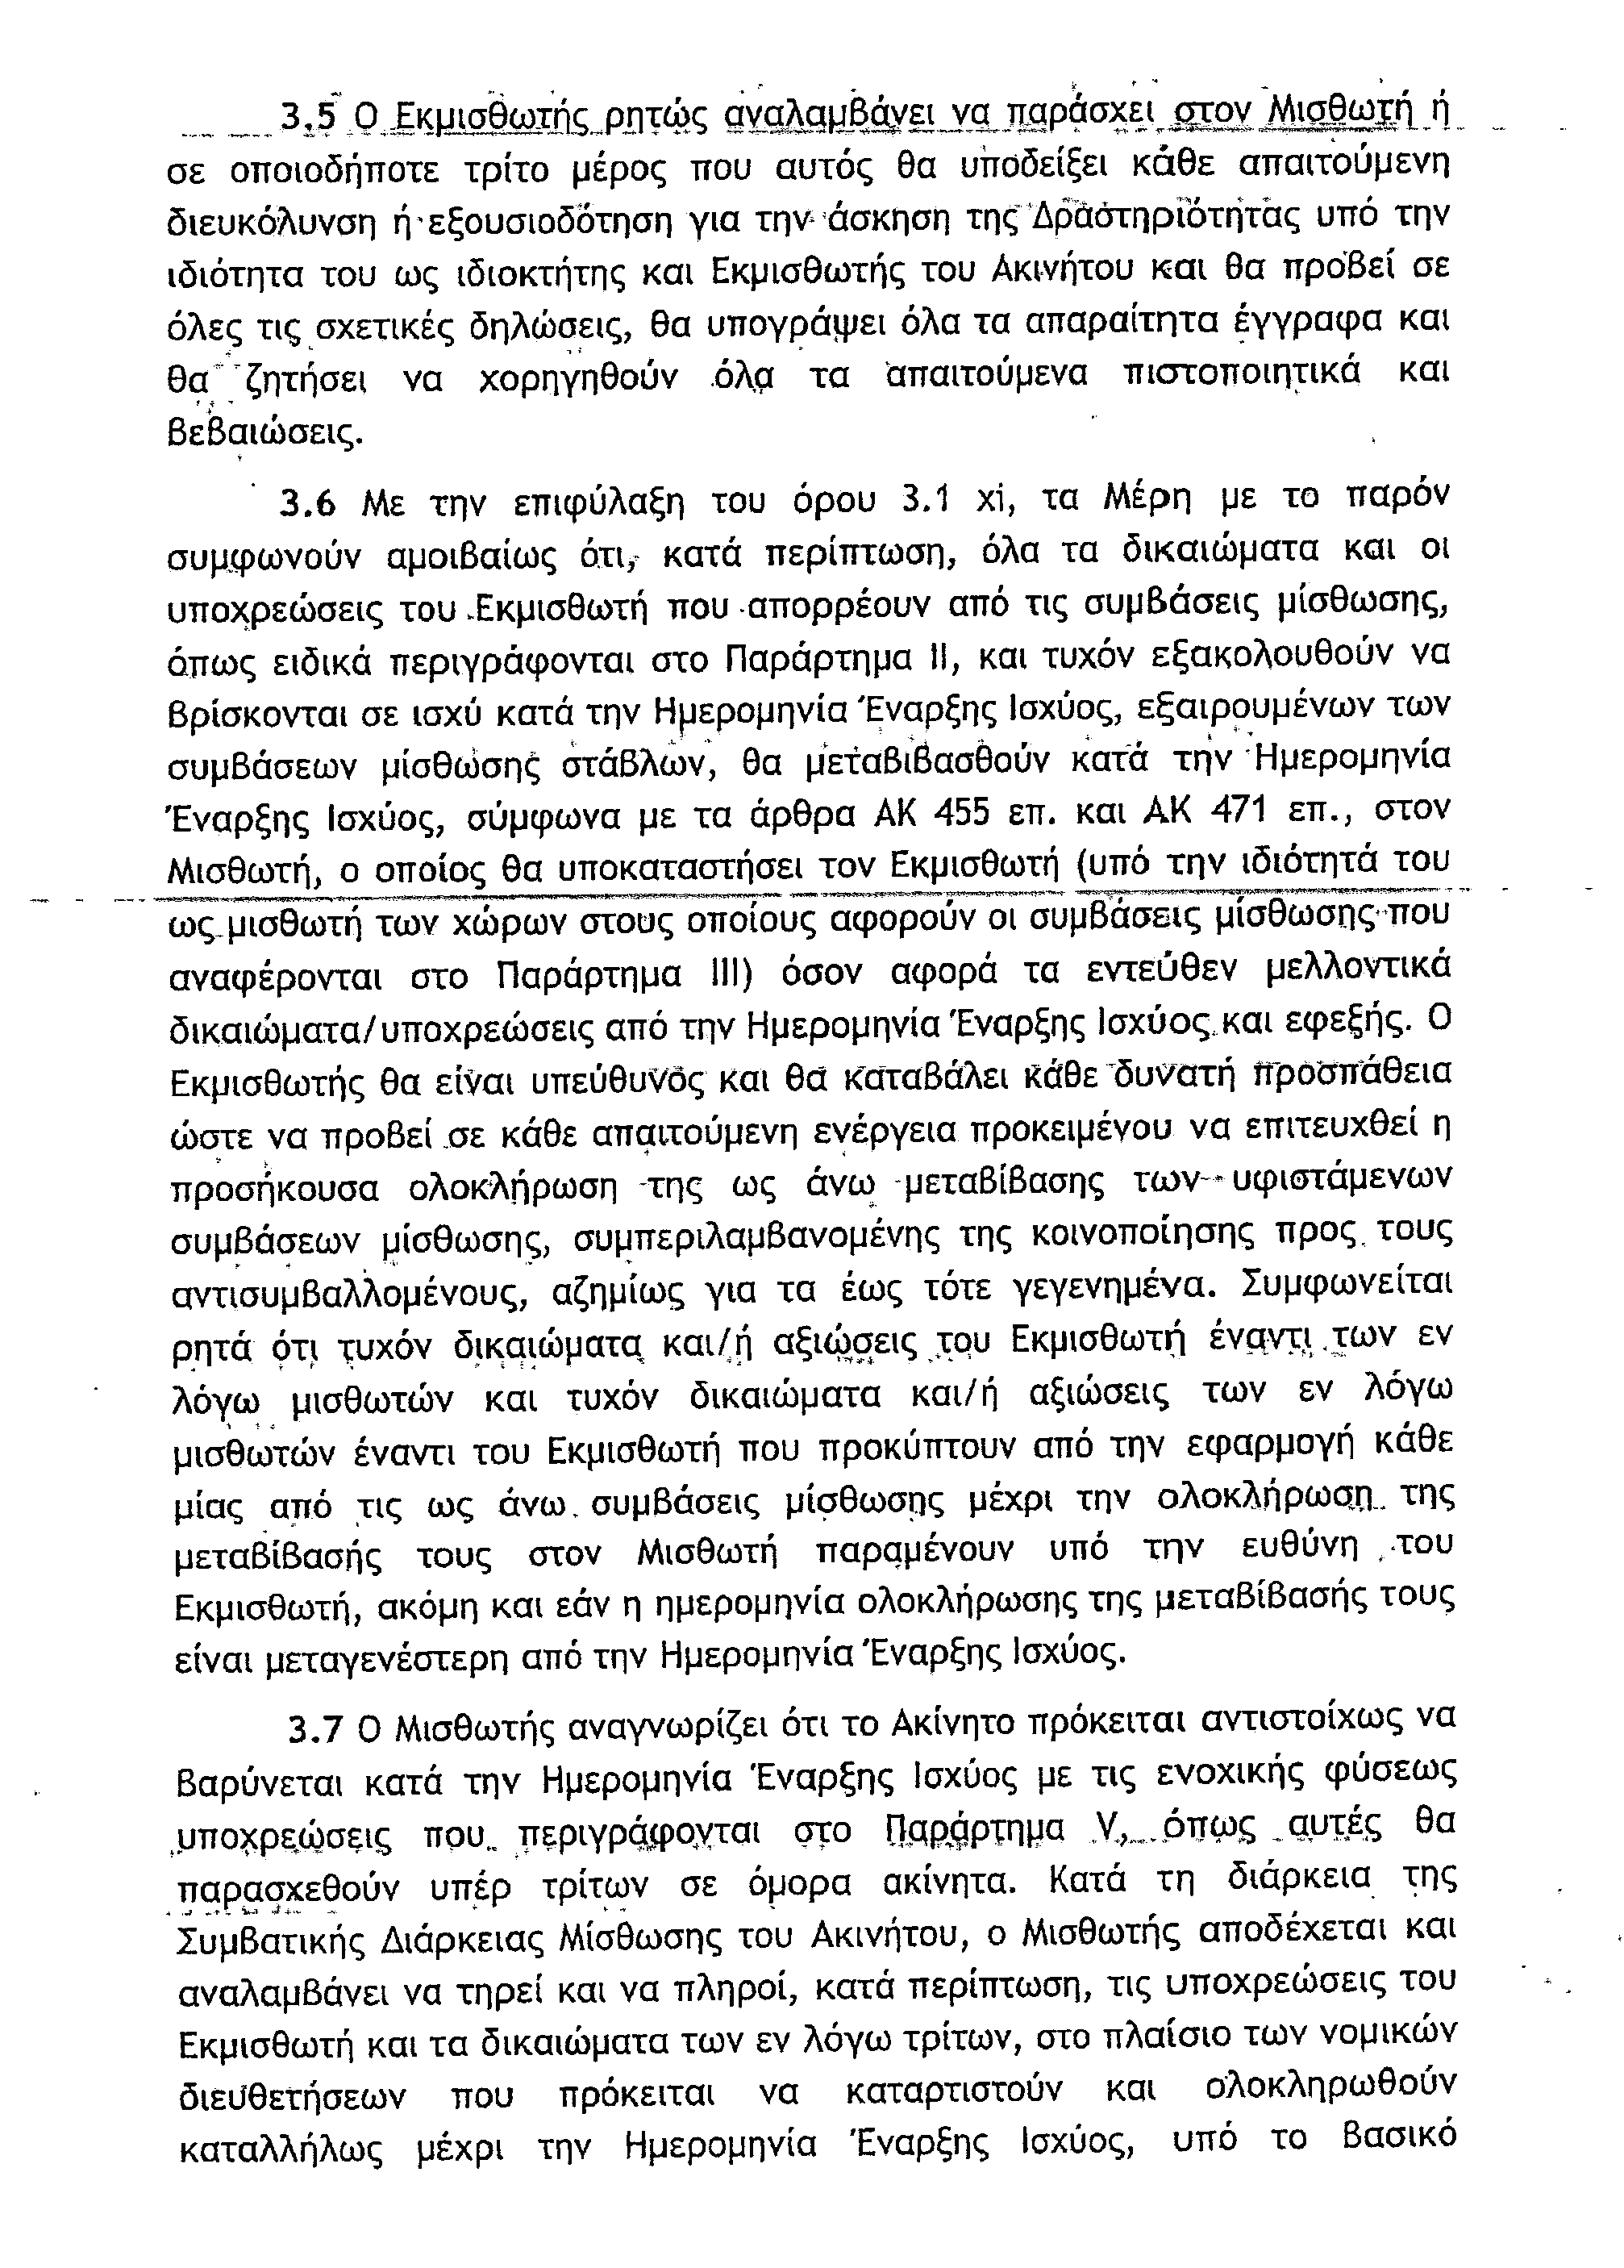 3.5 Ο Εκμισθωτής ρητώς αναλαμβάνει να παράσχει στον Μισθωτή ή
σε οποιοδήποτε τρίτο μέρος που αυτός θα υποδείξει κάθε απαιτούμενη
διευκόλυνση ή εξουσιοδότηση για την άσκηση της Δραστηριότητας υπό την
ιδιότητα του ως ιδιοκτήτης και Εκμισθωτής του Ακινήτου και θα προβεί σε
όλες τις σχετικές δηλώσεις, θα υπογράψει όλα τα απαραίτητα έγγραφα και
θα ζητήσει να χορηγηθούν όλα τα απαιτούμενα πιστοποιητικά και
βεβαιώσεις.
3.6 Με την επιφύλαξη του όρου 3.1 xi, τα Μέρη με το παρόν
συμφωνούν αμοιβαίως ότι, κατά περίπτωση, όλα τα δικαιώματα και οι
υποχρεώσεις του Εκμισθωτή που απορρέουν από τις συμβάσεις μίσθωσης,
όπως ειδικά περιγράφονται στο Παράρτημα ΙΙ, και τυχόν εξακολουθούν να
βρίσκονται σε ισχύ κατά την Ημερομηνία Έναρξης Ισχύος, εξαιρουμένων των
συμβάσεων μίσθωσης στάβλων, θα μεταβιβασθούν κατά την Ημερομηνία
Έναρξης Ισχύος, σύμφωνα με τα άρθρα ΑΚ 455 επ. και ΑΚ 471 επ., στον
Μισθωτή, ο οποίος θα υποκαταστήσει τον Εκμισθωτή (υπό την ιδιότητά του
ως μισθωτή των χώρων στους οποίους αφορούν οι συμβάσεις μίσθωσης που
αναφέρονται στο Παράρτημα ΙΙΙ) όσον αφορά τα εντεύθεν μελλοντικά
δικαιώματα/υποχρεώσεις από την Ημερομηνία Έναρξης Ισχύος και εφεξής. Ο
Εκμισθωτής θα είναι υπεύθυνος και θα καταβάλει κάθε δυνατή προσπάθεια
ώστε να προβεί σε κάθε απαιτούμενη ενέργεια προκειμένου να επιτευχθεί η
προσήκουσα ολοκλήρωση της ως άνω μεταβίβασης των υφιστάμενων
συμβάσεων μίσθωσης, συμπεριλαμβανομένης της κοινοποίησης προς τους
αντισυμβαλλομένους, αζημίως για τα έως τότε γεγενημένα. Συμφωνείται
ρητά ότι τυχόν δικαιώματα και/ή αξιώσεις του Εκμισθωτή έναντι των εν
λόγω μισθωτών και τυχόν δικαιώματα και/ή αξιώσεις των εν λόγω
μισθωτών έναντι του Εκμισθωτή που προκύπτουν από την εφαρμογή κάθε
μίας από τις ως άνω συμβάσεις μίσθωσης μέχρι την ολοκλήρωση της
μεταβίβασής τους στον Μισθωτή παραμένουν υπό την ευθύνη του
Εκμισθωτή, ακόμη και εάν η ημερομηνία ολοκλήρωσης της μεταβίβασής τους
είναι μεταγενέστερη από την Ημερομηνία Έναρξης Ισχύος.
3.7 Ο Μισθωτής αναγνωρίζει ότι το Ακίνητο πρόκειται αντιστοίχως να
βαρύνεται κατά την Ημερομηνία Έναρξης Ισχύος με τις ενοχικής φύσεως
υποχρεώσεις που περιγράφονται στο Παράρτημα V, όπως αυτές θα
παρασχεθούν υπέρ τρίτων σε όμορα ακίνητα. Κατά τη διάρκεια της
Συμβατικής Διάρκειας Μίσθωσης του Ακινήτου, ο Μισθωτής αποδέχεται και
αναλαμβάνει να τηρεί και να πληροί, κατά περίπτωση, τις υποχρεώσεις του
Εκμισθωτή και τα δικαιώματα των εν λόγω τρίτων, στο πλαίσιο των νομικών
διευθετήσεων που πρόκειται να καταρτιστούν και ολοκληρωθούν
καταλλήλως μέχρι την Ημερομηνία Έναρξης Ισχύος, υπό το βασικό